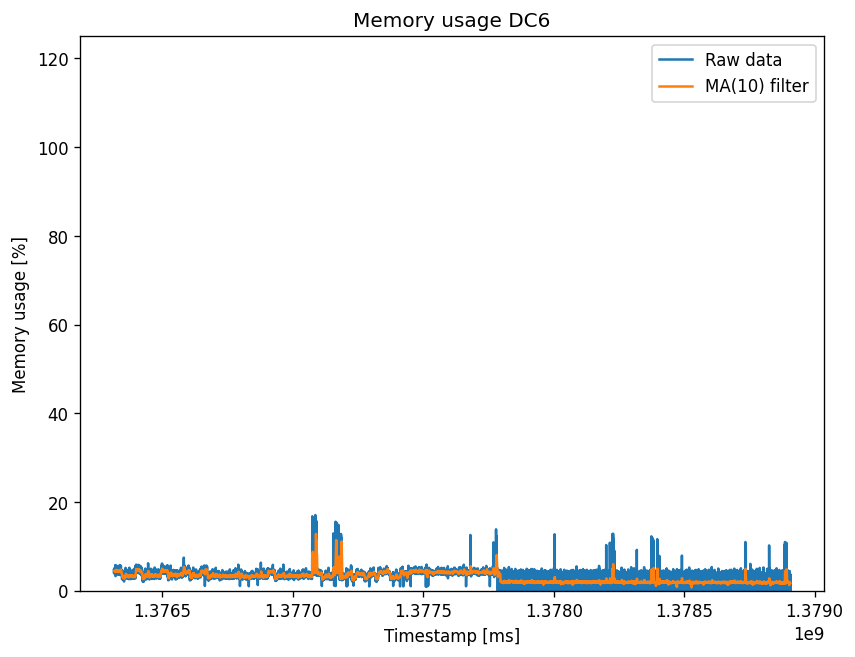 Memory usage DC6
Raw data
MA(10) filter
Memory usage [%]
120
100
80
60
40
20
0
1.3765 1.3770 1.3775 1.3780 1.3785 1.3790
1e9
Timestamp [ms]